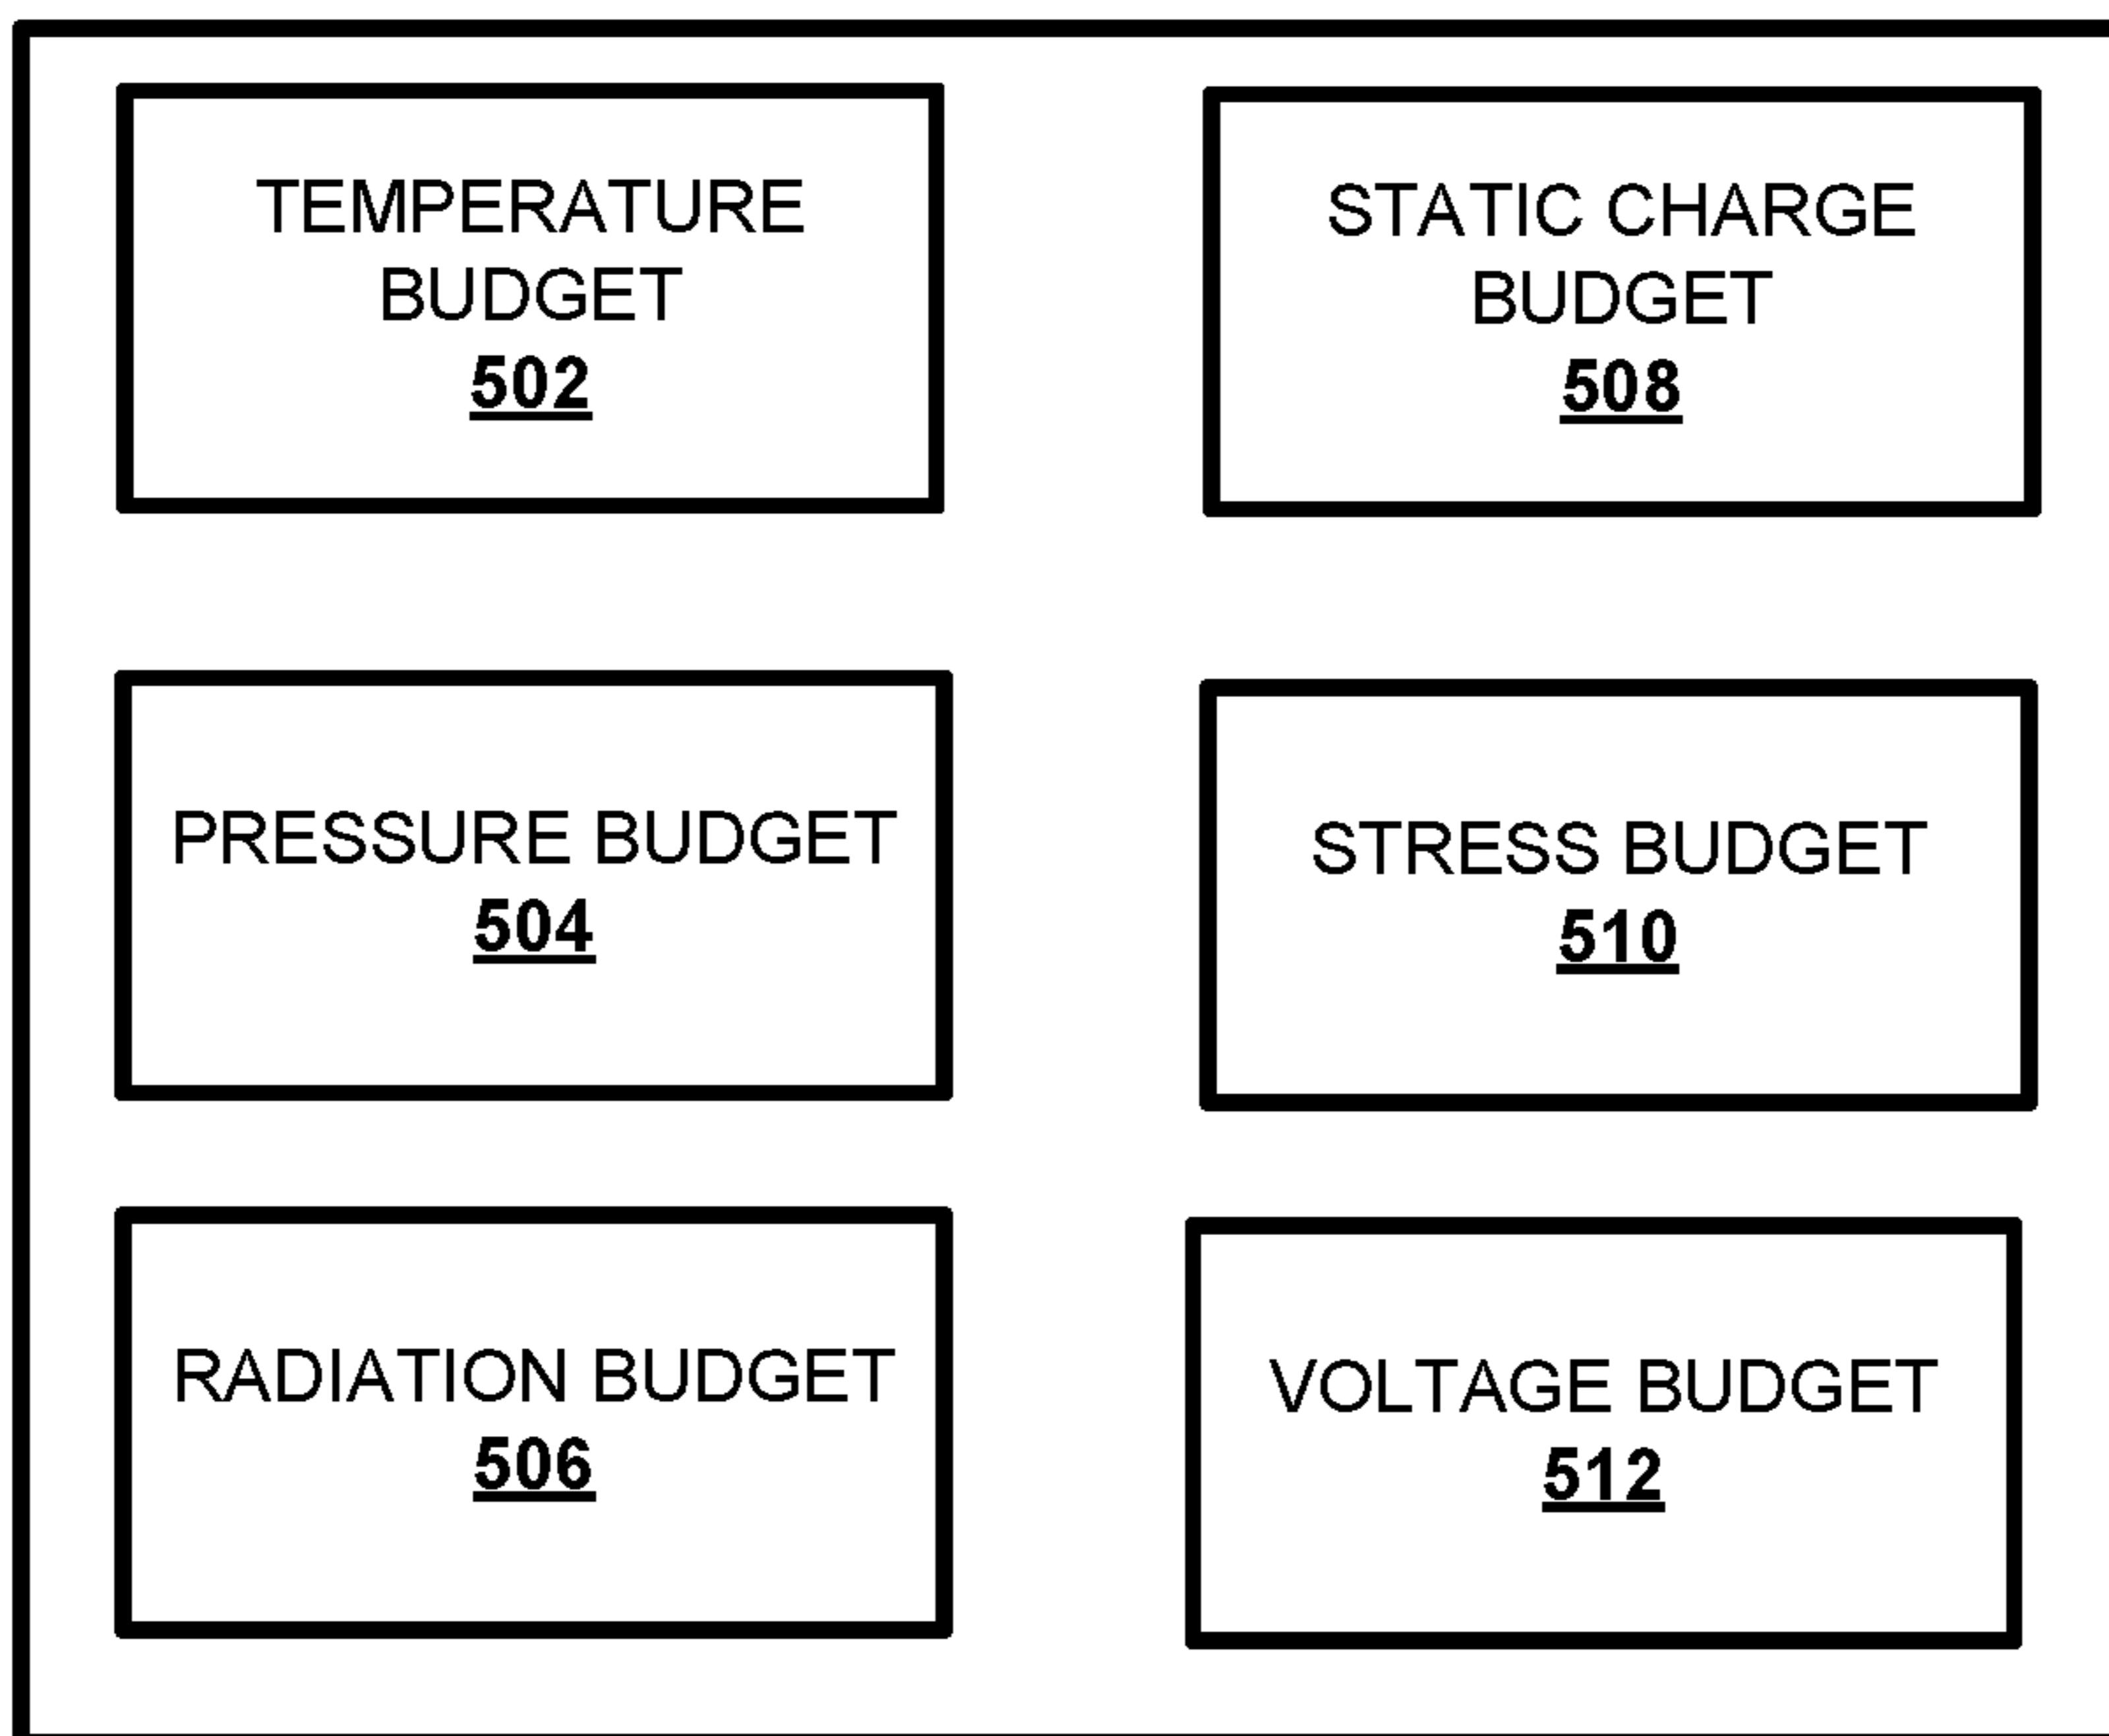 TEMPERATURE
BUDGET
502
STATIC CHARGE
BUDGET
508
PRESSURE BUDGET
504
STRESS BUDGET
510
RADIATION BUDGET
506
VOLTAGE BUDGET
512